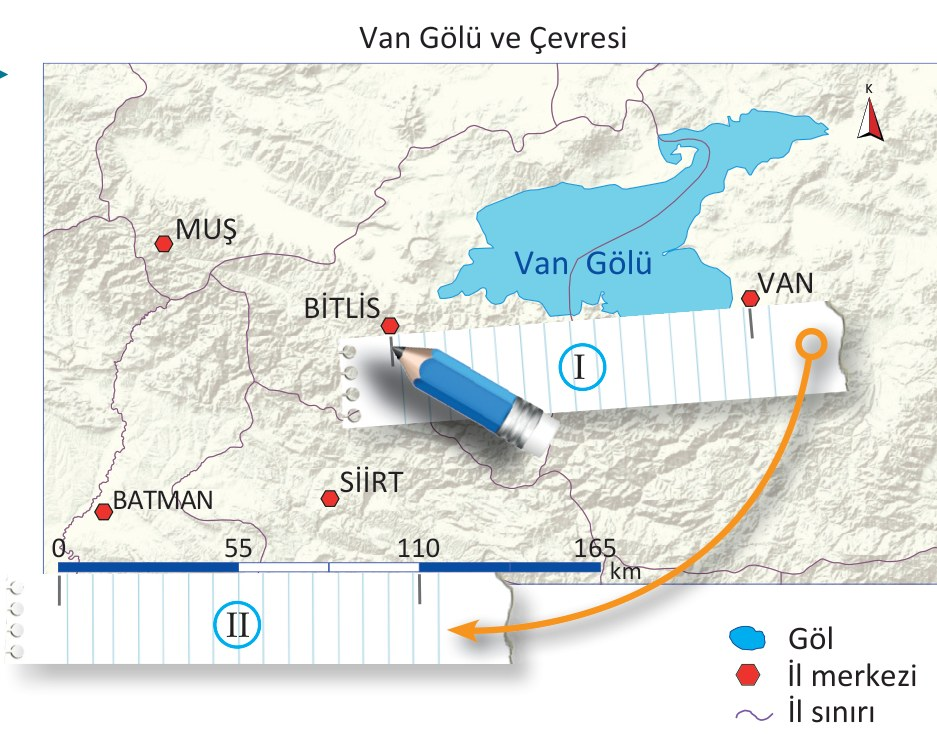 Van Gölü ve Çevresi
K
MUŞ
Van Gölü
VAN
BİTLİS
I
SİİRT
BATMAN
0 55 110 165
km
II
Göl
İl merkezi
İl sınırı